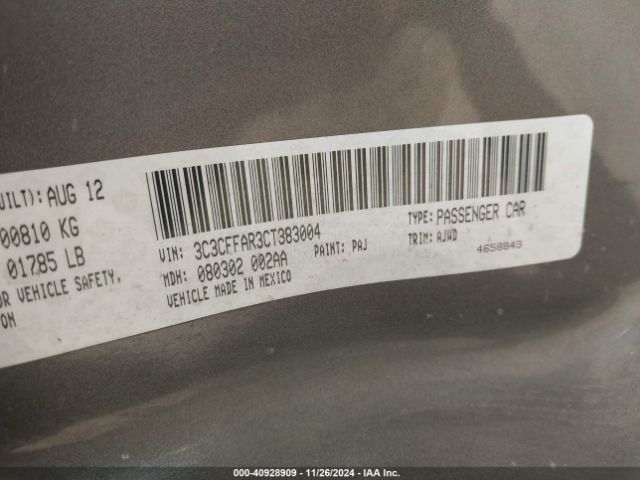 UILT): AUG 12
00810 KG
01785 LB
OR VEHICLE SAFETY,
ON
VIN: 3C3CFFAR3CT383004
MDH: 080302 002AA
VEHICLE MADE IN MEXICO
PAINT: PAJ
TYPE: PASSENGER CAR
TRIM: AJWD
4658843
000-40928909 - 11/26/2024 - IAA Inc.